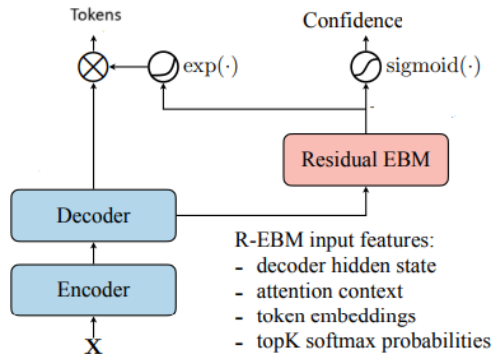 Tokens
Confidence
exp(·)
sigmoid(·)
Residual EBM
Decoder
R-EBM input features:
- decoder hidden state
Encoder
- attention context
- token embeddings
X
- topK softmax probabilities